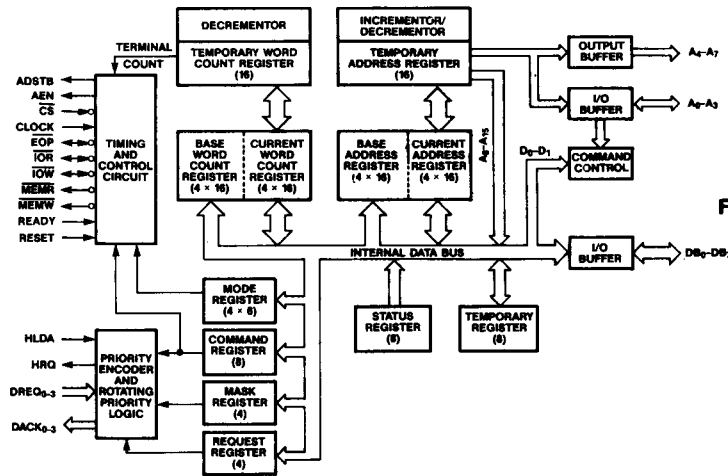 DECREMENTOR
TEMPORARY WORD
COUNT REGISTER
(16)
INCREMENTOR/
DECREMENTOR
TEMPORARY
ADDRESS REGISTER
(16)
OUTPUT
BUFFER
A4–A7
I/O
BUFFER
A0–A3
COMMAND
CONTROL
D0–D1
A8–A15
TERMINAL
COUNT
ADSTB
AEN
CS
CLOCK
EOP
IOR
IOW
MEMR
MEMW
READY
RESET
TIMING
AND
CONTROL
CIRCUIT
BASE
WORD
COUNT
REGISTER
(4 × 16)
CURRENT
WORD
COUNT
REGISTER
(4 × 16)
BASE
ADDRESS
REGISTER
(4 × 16)
CURRENT
ADDRESS
REGISTER
(4 × 16)
F
INTERNAL DATA BUS
I/O
BUFFER
DB0–DB
MODE
REGISTER
(4 × 6)
STATUS
REGISTER
(8)
TEMPORARY
REGISTER
(8)
HLDA
HRQ
DREQ0-3
DACK0-3
PRIORITY
ENCODER
AND
ROTATING
PRIORITY
LOGIC
COMMAND
REGISTER
(8)
MASK
REGISTER
(4)
REQUEST
REGISTER
(4)